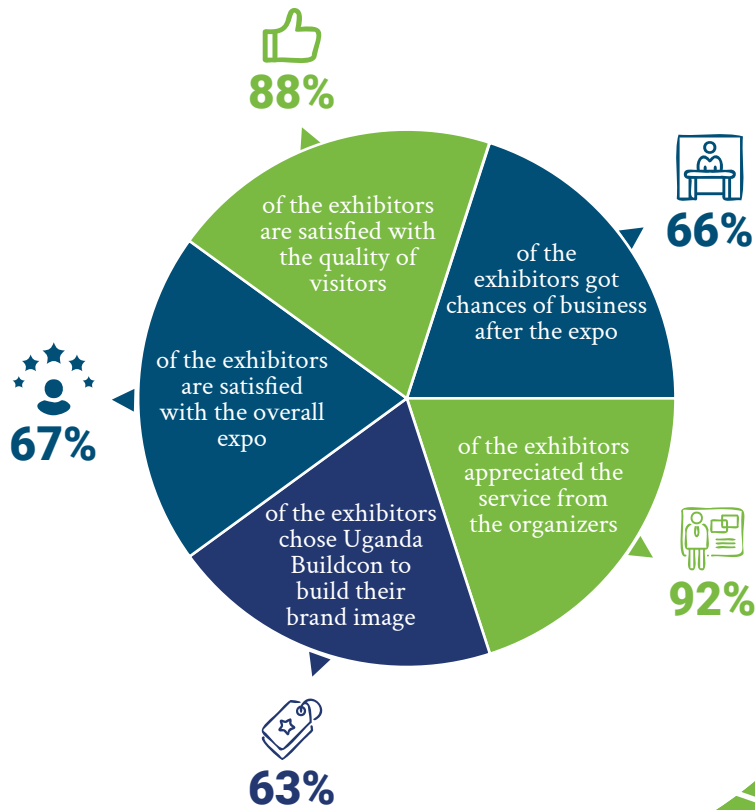 88%
of the exhibitors
are satisfied with
the quality of
visitors
66%
of the
exhibitors got
chances of business
after the expo
67%
of the exhibitors
are satisfied
with the overall
expo
of the exhibitors
appreciated the
service from
the organizers
92%
of the exhibitors
chose Uganda
Buildcon to
build their
brand image
63%